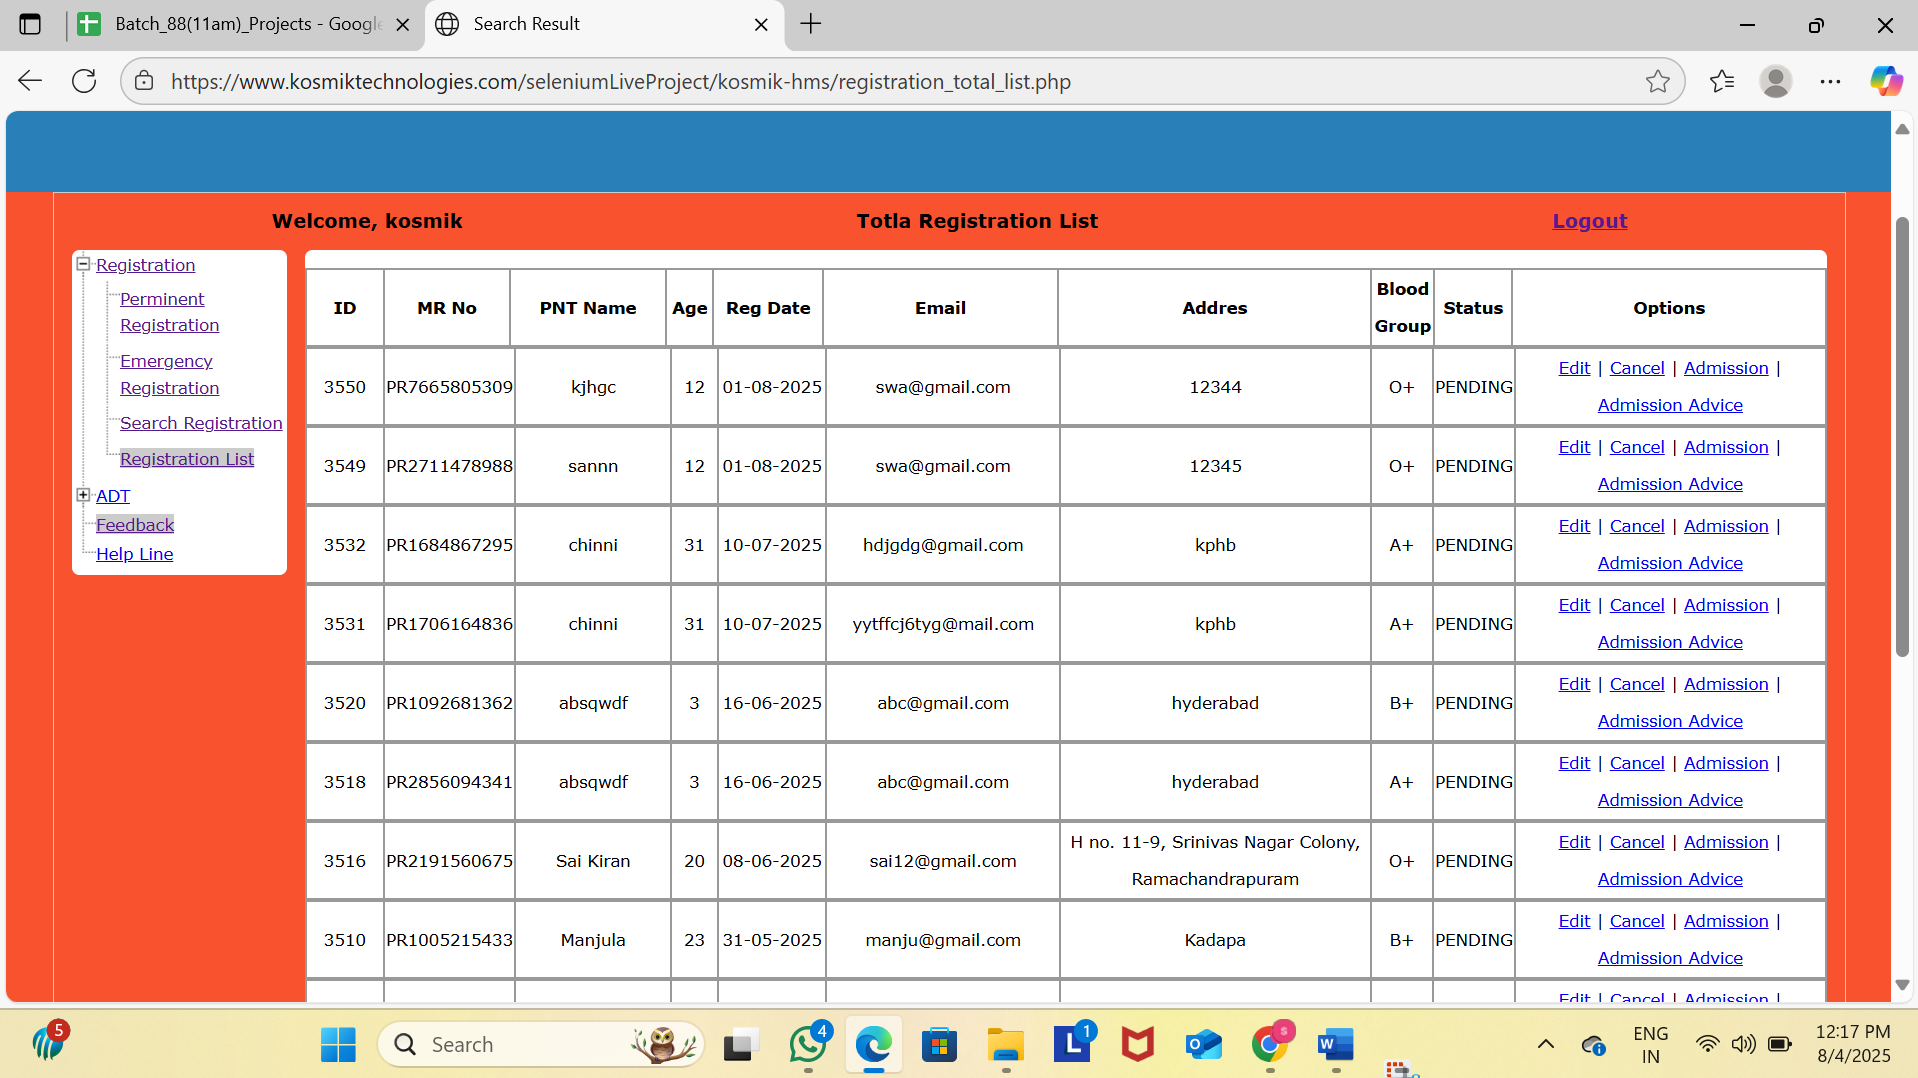 Batch_88(11am)_Projects - Google
Search Result
https://www.kosmiktechnologies.com/seleniumLiveProject/kosmik-hms/registration_total_list.php
Welcome, kosmik
Totla Registration List
Logout
Registration
Perminent
Registration
Emergency
Registration
Search Registration
Registration List
ADT
Feedback
Help Line
ID MR No PNT Name Age Reg Date Email Addres Blood Group Status Options
3550 PR7665805309 kjhgc 12 01-08-2025 swa@gmail.com 12344 O+ PENDING Edit | Cancel | Admission |
Admission Advice
3549 PR2711478988 sannn 12 01-08-2025 swa@gmail.com 12345 O+ PENDING Edit | Cancel | Admission |
Admission Advice
3532 PR1684867295 chinni 31 10-07-2025 hdjgdg@gmail.com kphb A+ PENDING Edit | Cancel | Admission |
Admission Advice
3531 PR1706164836 chinni 31 10-07-2025 yytffcj6tyg@mail.com kphb A+ PENDING Edit | Cancel | Admission |
Admission Advice
3520 PR1092681362 absqwdf 3 16-06-2025 abc@gmail.com hyderabad B+ PENDING Edit | Cancel | Admission |
Admission Advice
3518 PR2856094341 absqwdf 3 16-06-2025 abc@gmail.com hyderabad A+ PENDING Edit | Cancel | Admission |
Admission Advice
3516 PR2191560675 Sai Kiran 20 08-06-2025 sai12@gmail.com H no. 11-9, Srinivas Nagar Colony, Ramachandrapuram O+ PENDING Edit | Cancel | Admission |
Admission Advice
3510 PR1005215433 Manjula 23 31-05-2025 manju@gmail.com Kadapa B+ PENDING Edit | Cancel | Admission |
Admission Advice
Edit | Cancel | Admission |
5
Search
4
1
s
ENG
IN
12:17 PM
8/4/2025